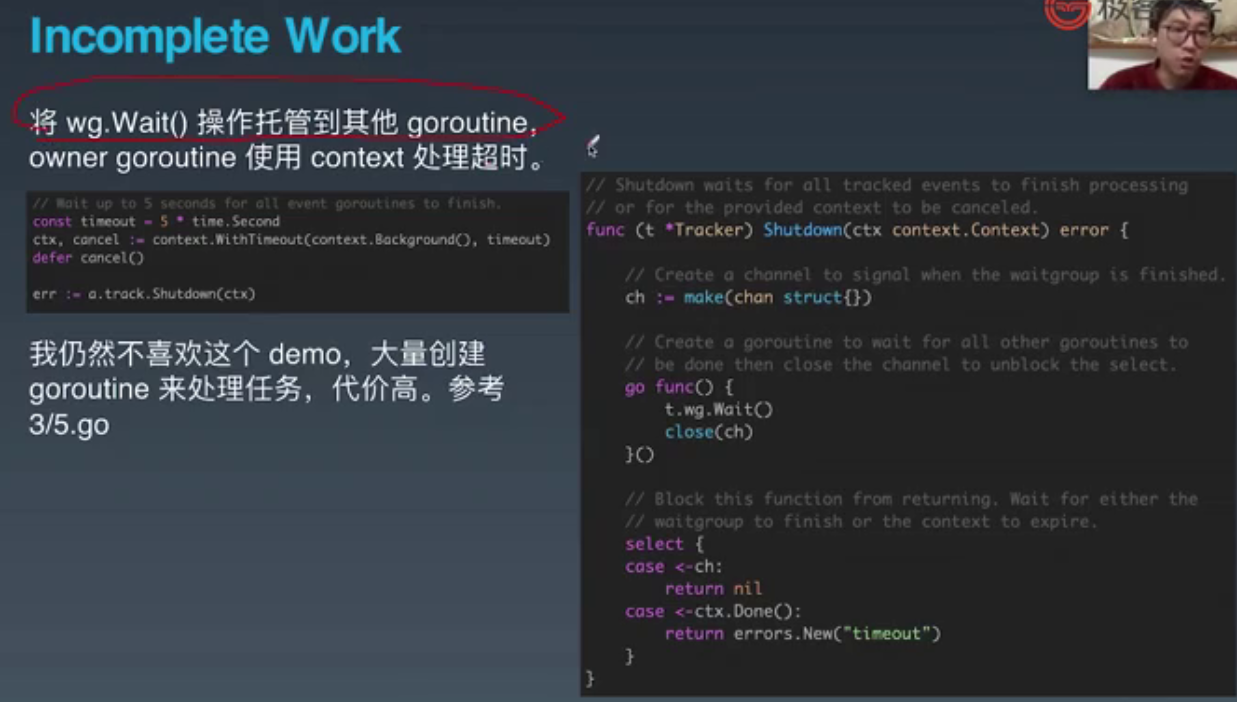 Incomplete Work
将 wg.Wait() 操作托管到其他 goroutine，
owner goroutine 使用 context 处理超时。
// Wait up to 5 seconds for all event goroutines to finish.
const timeout = 5 * time.Second
ctx, cancel := context.WithTimeout(context.Background(), timeout)
defer cancel()
err := a.track.Shutdown(ctx)
我仍然不喜欢这个 demo，大量创建
goroutine 来处理任务，代价高。参考
3/5.go
// Shutdown waits for all tracked events to finish processing
// or for the provided context to be canceled.
func (t *Tracker) Shutdown(ctx context.Context) error {
// Create a channel to signal when the waitgroup is finished.
ch := make(chan struct{})
// Create a goroutine to wait for all other goroutines to
// be done then close the channel to unblock the select.
go func() {
t.wg.Wait()
close(ch)
}()
// Block this function from returning. Wait for either the
// waitgroup to finish or the context to expire.
select {
case <-ch:
return nil
case <-ctx.Done():
return errors.New("timeout")
}
}